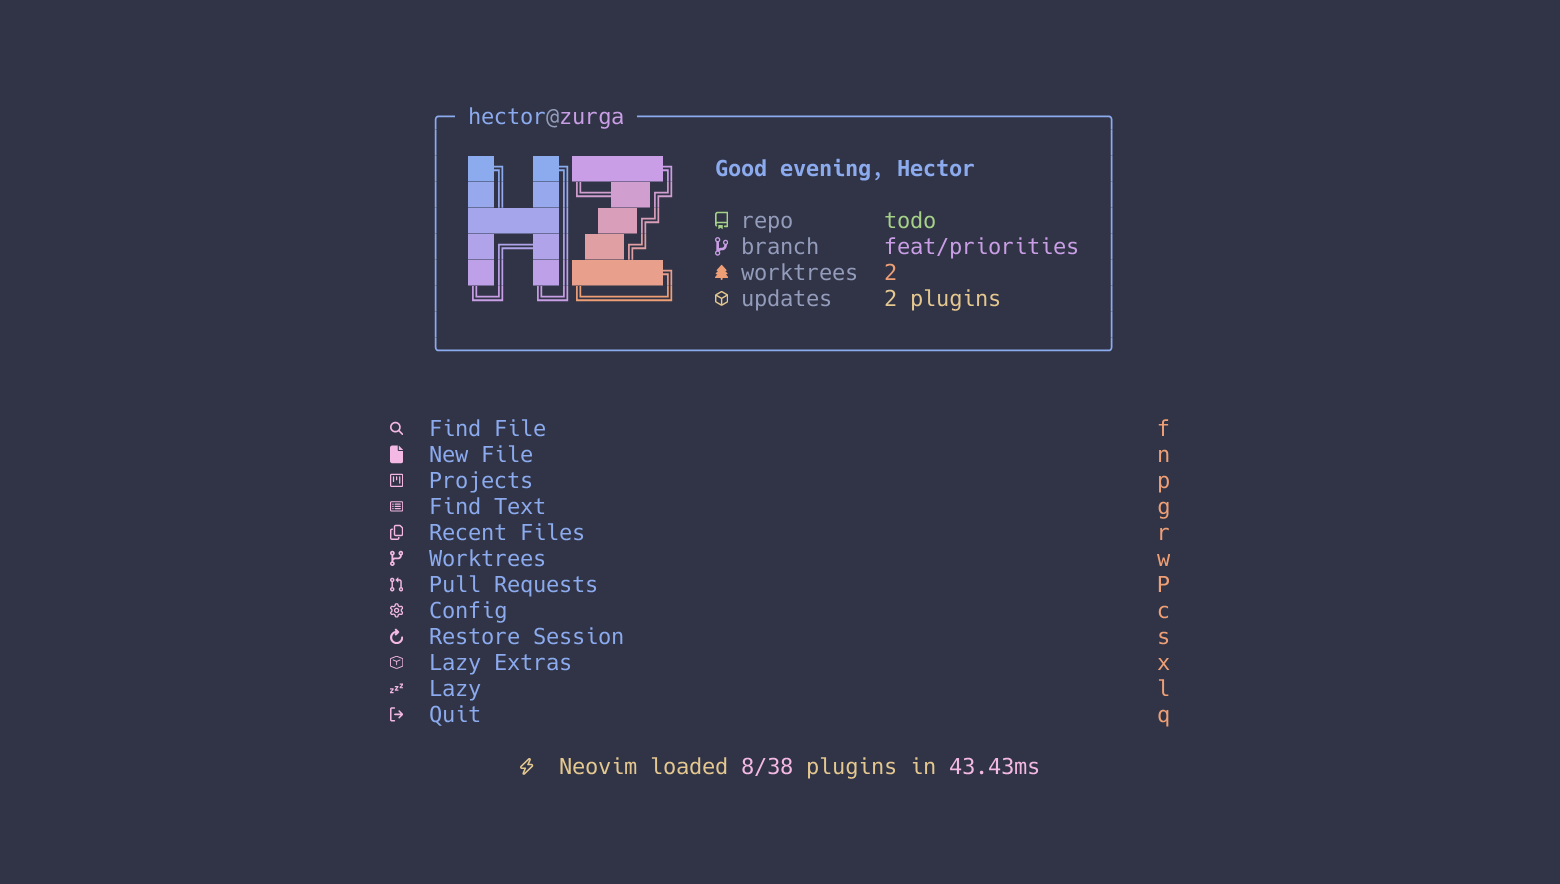 hector@zurga
HZ
Good evening, Hector
repo todo
branch feat/priorities
worktrees 2
updates 2 plugins
Find File f
New File n
Projects p
Find Text g
Recent Files r
Worktrees w
Pull Requests P
Config c
Restore Session s
Lazy Extras x
Lazy l
Quit q
Neovim loaded 8/38 plugins in 43.43ms